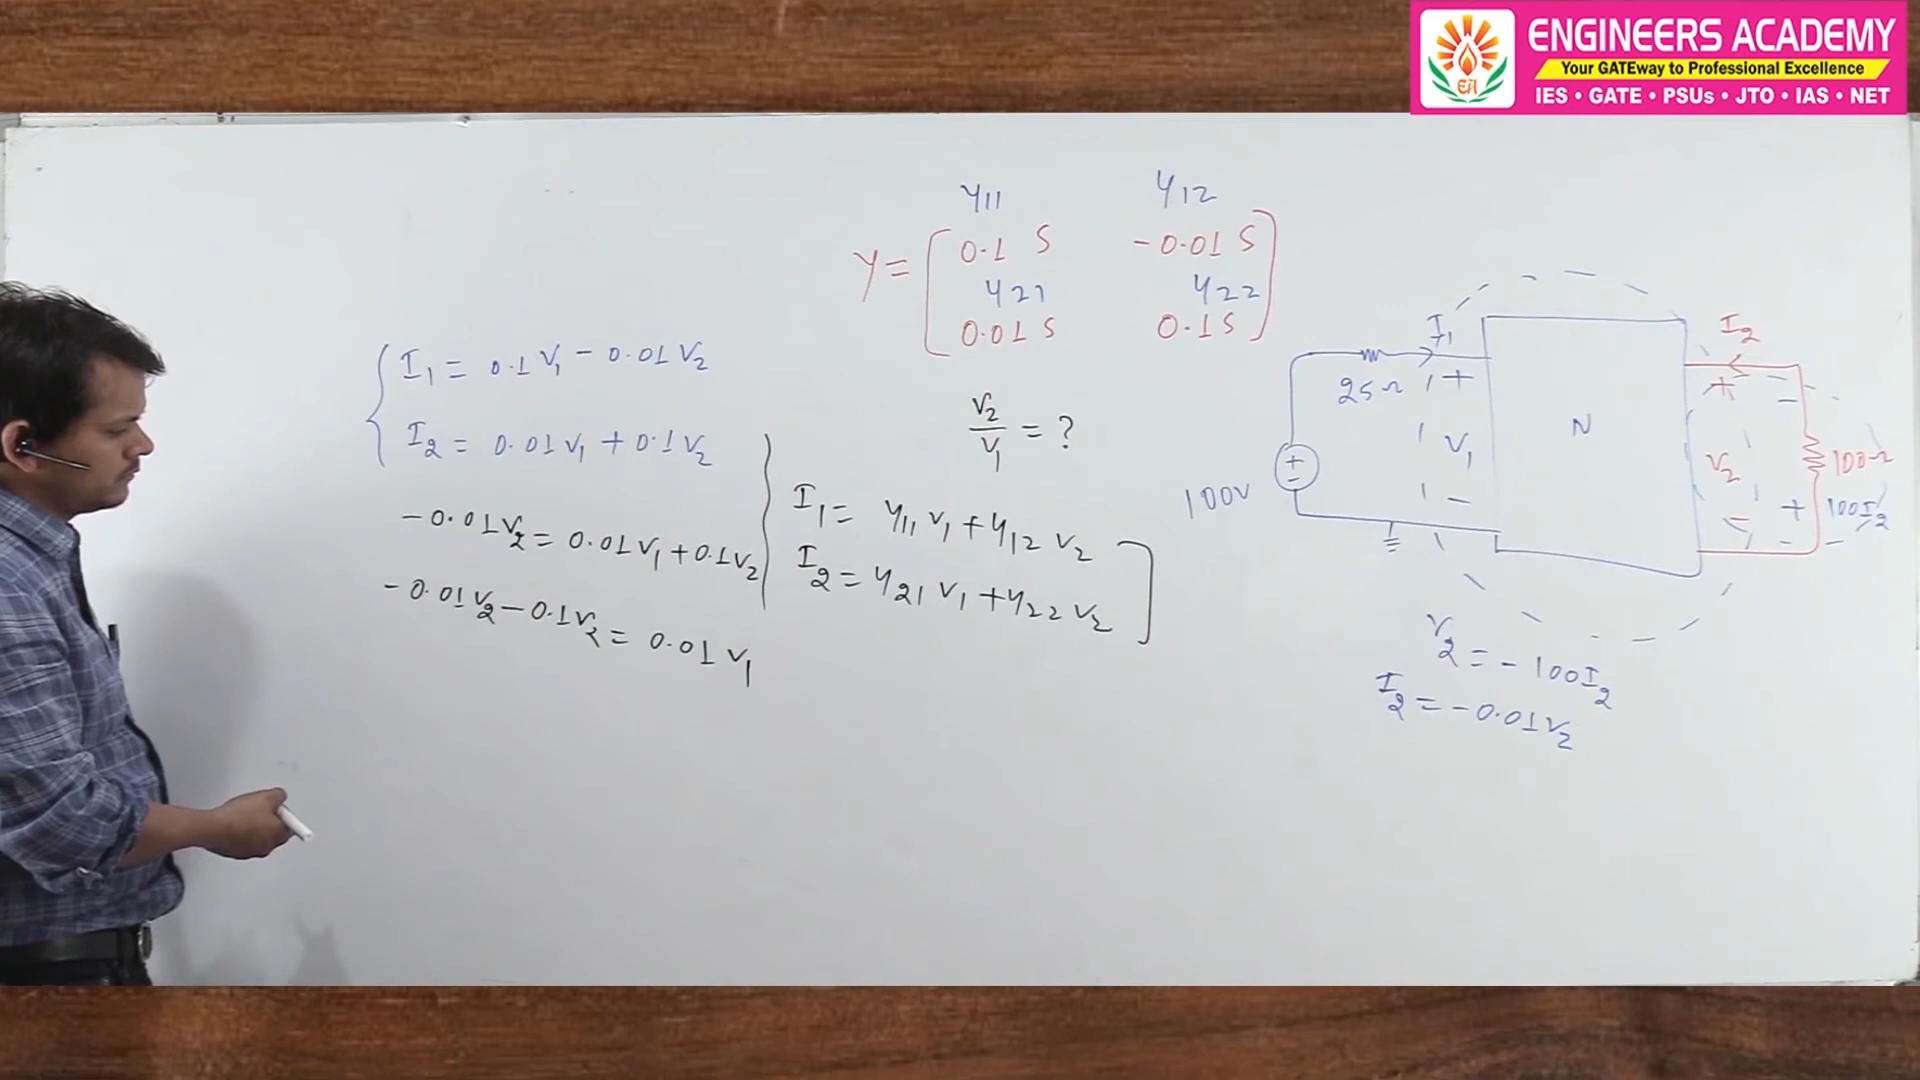 ENGINEERS ACADEMY
Your GATEway to Professional Excellence
IES • GATE • PSUs • JTO • IAS • NET
EA
y11 y12
Y = [ 0.1 S -0.01 S
y21 y22
0.01 S 0.1 S ]
I1 = 0.1 V1 - 0.01 V2
I2 = 0.01 V1 + 0.1 V2
-0.01 V2 = 0.01 V1 + 0.1 V2
-0.01 V2 - 0.1 V2 = 0.01 V1
V2/V1 = ?
I1 = y11 V1 + y12 V2
I2 = y21 V1 + y22 V2
I1 I2
25Ω + +
-
+ - N V1 V2 100Ω
100V - - + 100I2
V2 = -100I2
I2 = -0.01 V2